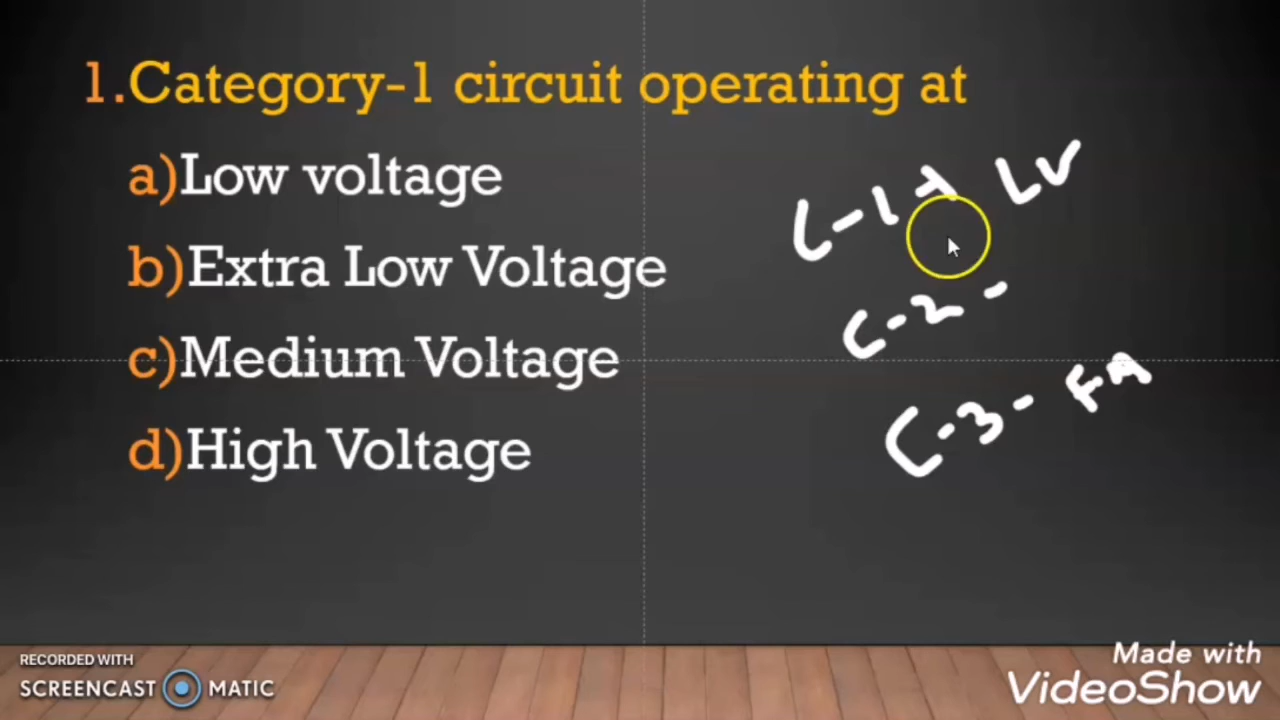 1.Category-1 circuit operating at
a)Low voltage
b)Extra Low Voltage
c)Medium Voltage
d)High Voltage
C-1→ LV
C-2-
C-3- FA
RECORDED WITH
SCREENCAST MATIC
Made with
VideoShow